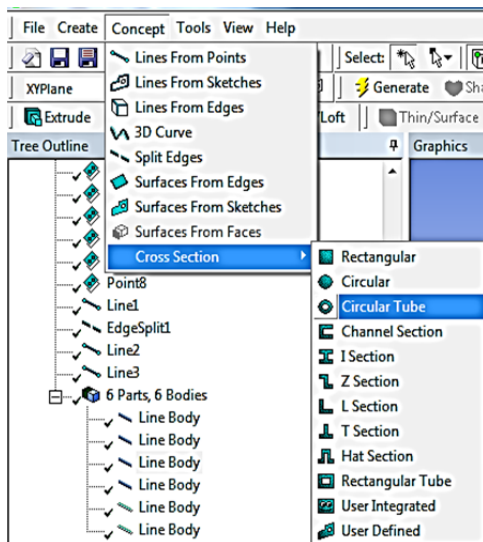 File Create Concept Tools View Help
Lines From Points
Select:
Lines From Sketches
XYPlane
Generate
Lines From Edges
Extrude
Loft
Thin/Surface
3D Curve
Tree Outline
Graphics
Split Edges
Surfaces From Edges
Surfaces From Sketches
Surfaces From Faces
Cross Section
Rectangular
Point8
Circular
Line1
Circular Tube
EdgeSplit1
Channel Section
Line2
I Section
Line3
Z Section
6 Parts, 6 Bodies
L Section
Line Body
T Section
Line Body
Hat Section
Line Body
Rectangular Tube
Line Body
User Integrated
Line Body
User Defined
Line Body